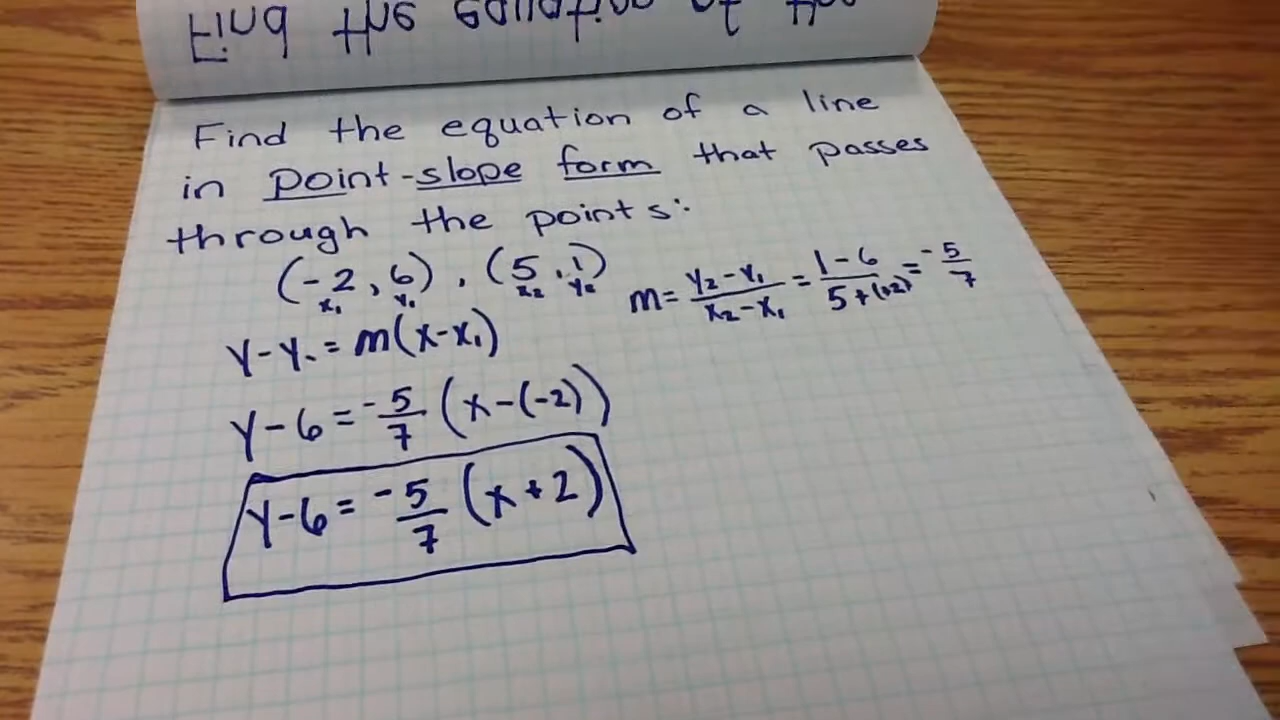 Find the equation of a line
in point-slope form that passes
through the points:
(-2, 6), (5, 1)
x₁ y₁ x₂ y₂
m = y₂-y₁/x₂-x₁ = 1-6/5+(+2) = -5/7
y-y₁ = m(x-x₁)
y-6 = -5/7 (x-(-2))
y-6 = -5/7 (x+2)